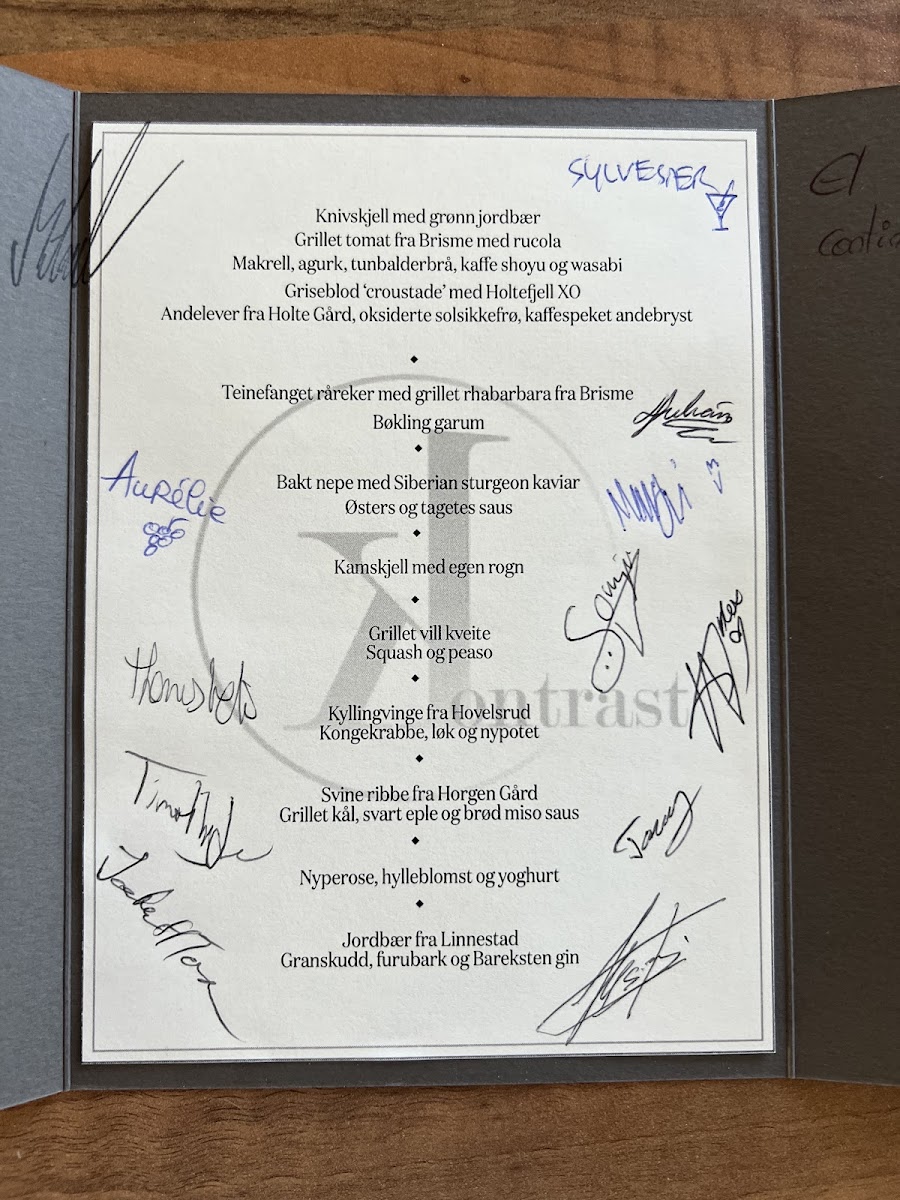 SYLVESTER
El
Knivskjell med grønn jordbær
Grillet tomat fra Brisme med rucola
Makrell, agurk, tunbalderbrå, kaffe shoyu og wasabi
Griseblod ‘croustade’ med Holtefjell XO
Andelever fra Holte Gård, oksiderte solsikkefrø, kaffespeket andebryst
Teinefanget råreker med grillet rhabarbara fra Brisme
Bøkling garum
Aurélie
Bakt nepe med Siberian sturgeon kaviar
Østers og tagetes saus
Kamskjell med egen rogn
Grillet vill kveite
Squash og peaso
Kontrast
Kyllingvinge fra Hovelsrud
Kongekrabbe, løk og nypotet
Svine ribbe fra Horgen Gård
Grillet kål, svart eple og brød miso saus
Nyperose, hylleblomst og yoghurt
Jordbær fra Linnestad
Granskudd, furubark og Bareksten gin